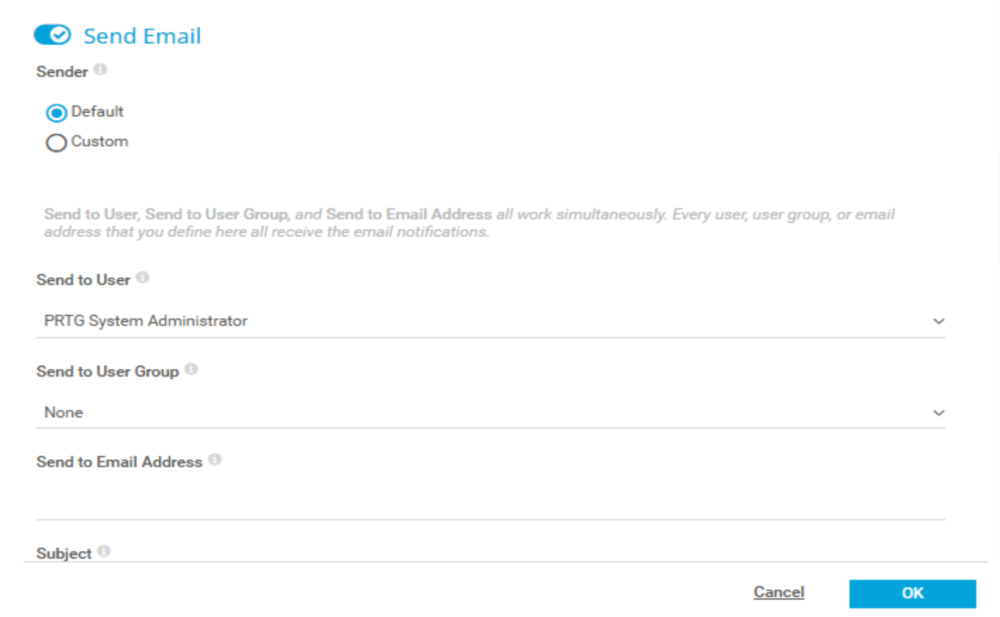 Send Email
Sender
Default
Custom
Send to User, Send to User Group, and Send to Email Address all work simultaneously. Every user, user group, or email
address that you define here all receive the email notifications.
Send to User
PRTG System Administrator
Send to User Group
None
Send to Email Address
Subject
Cancel
OK